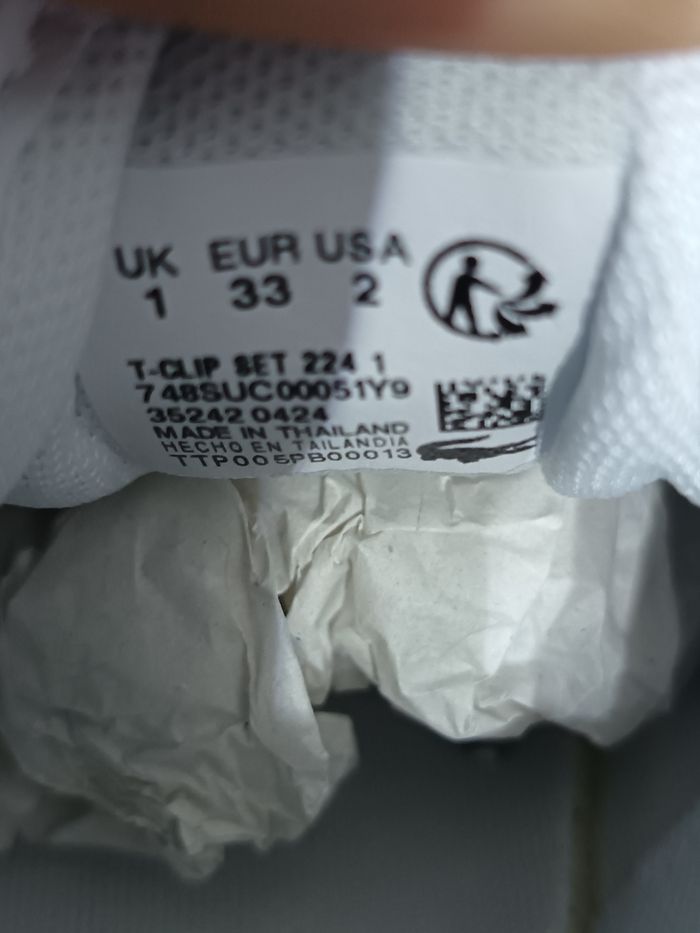 UK EUR USA
1 33 2
T-CLIP SET 224 1
748SUC00051Y9
35242 0424
MADE IN THAILAND
HECHO EN TAILANDIA
TTP005PB00013